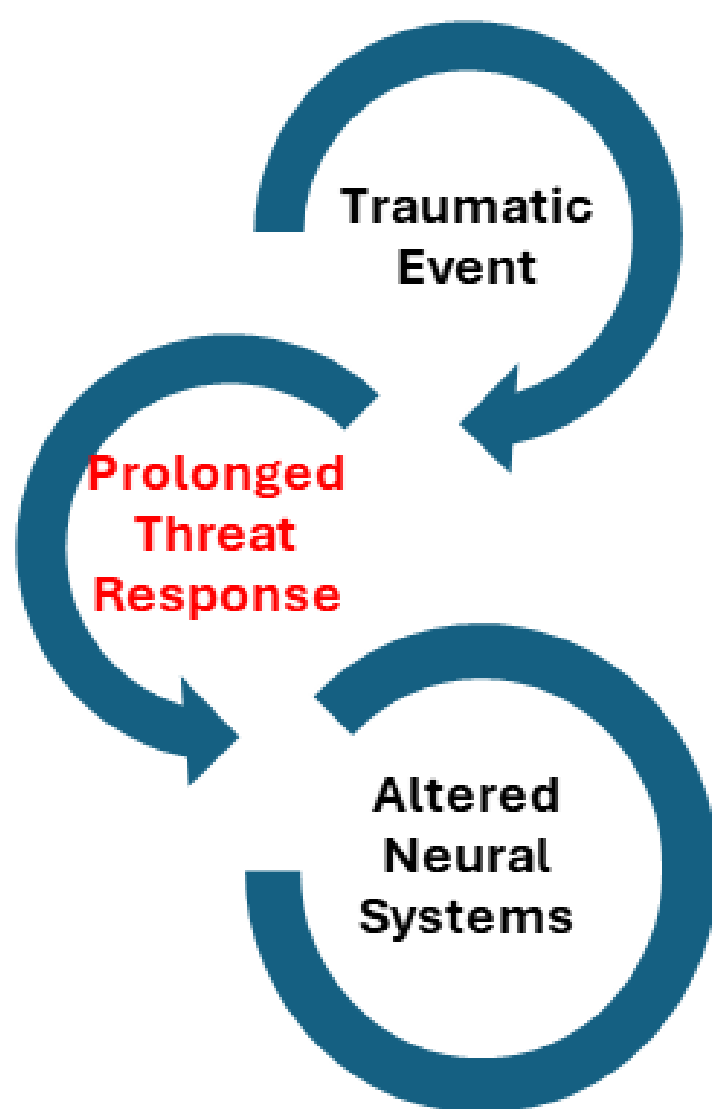 Traumatic
Event
Prolonged
Threat
Response
Altered
Neural
Systems